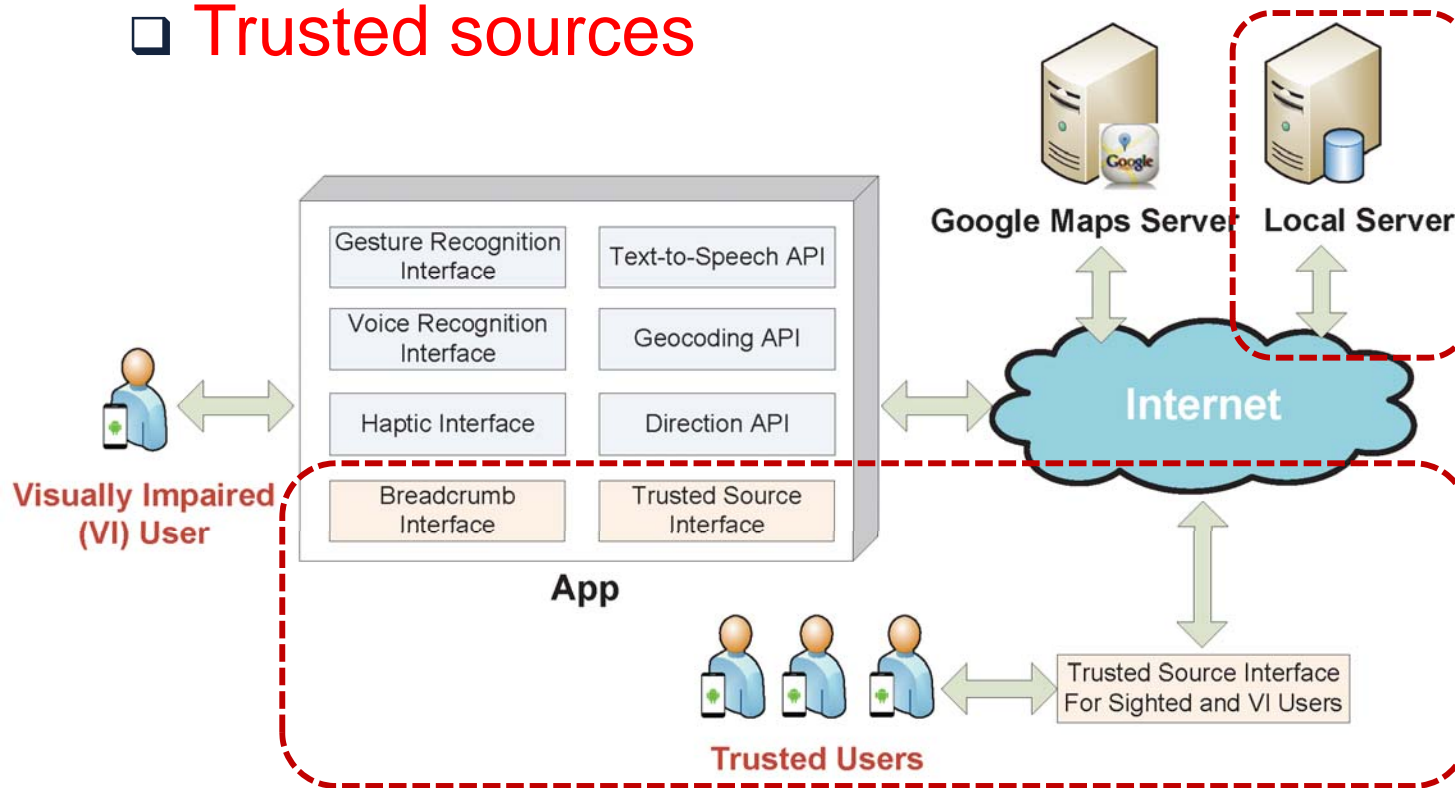 Trusted sources
Google
Google Maps Server
Local Server
Gesture Recognition
Interface
Text-to-Speech API
Voice Recognition
Interface
Geocoding API
Haptic Interface
Direction API
Breadcrumb
Interface
Trusted Source
Interface
App
Visually Impaired
(VI) User
Internet
Trusted Source Interface
For Sighted and VI Users
Trusted Users